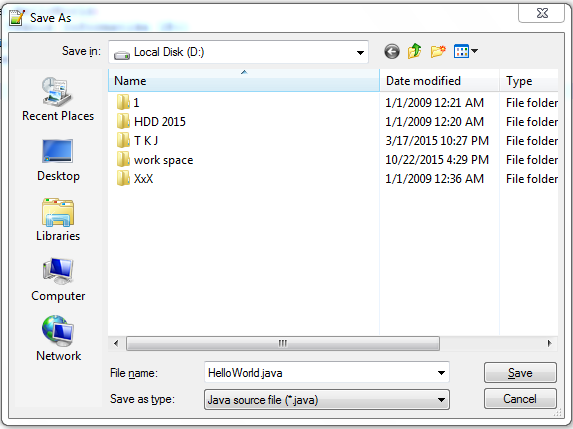 Save As
Save in: Local Disk (D:)
Name Date modified Type
1 1/1/2009 12:21 AM File folder
HDD 2015 1/1/2009 12:20 AM File folder
T K J 3/17/2015 10:27 PM File folder
work space 10/22/2015 4:29 PM File folder
XxX 1/1/2009 12:36 AM File folder
Recent Places
Desktop
Libraries
Computer
Network
File name: HelloWorld.java Save
Save as type: Java source file (*.java) Cancel